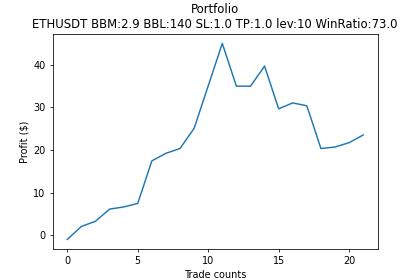 Portfolio
ETHUSDT BBM:2.9 BBL:140 SL:1.0 TP:1.0 lev:10 WinRatio:73.0
40
30
20
10
0
Profit ($)
0 5 10 15 20
Trade counts